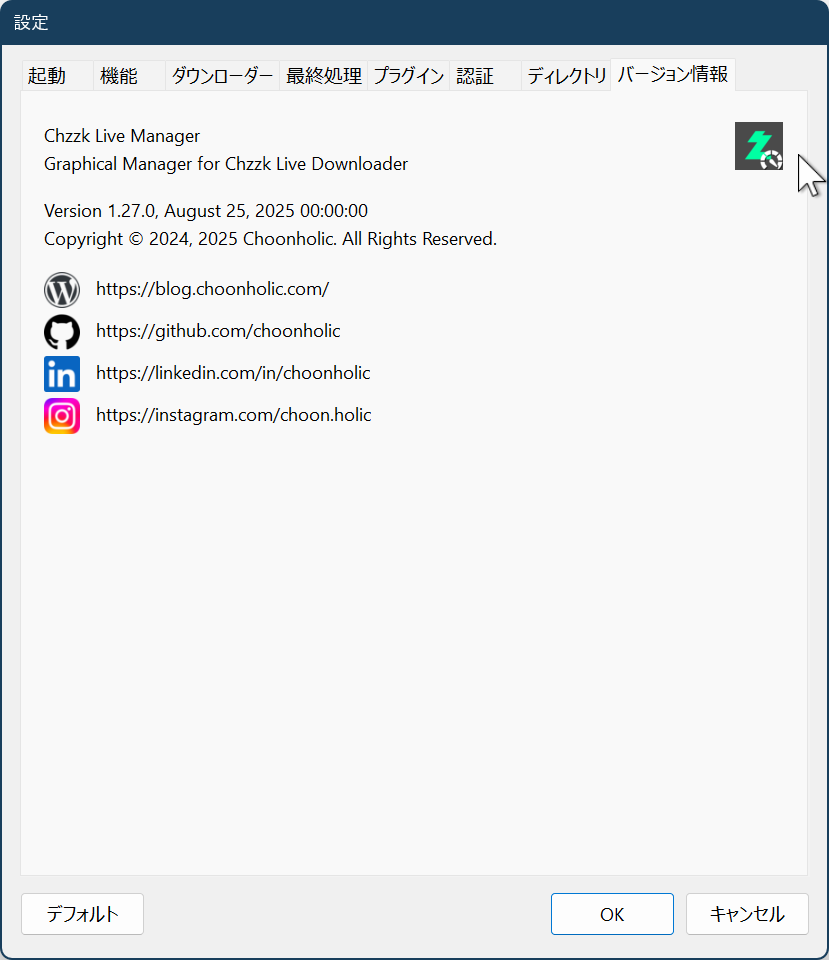 設定
起動 機能 ダウンローダー 最終処理 プラグイン 認証 ディレクトリ バージョン情報
Chzzk Live Manager
Graphical Manager for Chzzk Live Downloader
Version 1.27.0, August 25, 2025 00:00:00
Copyright © 2024, 2025 Choonholic. All Rights Reserved.
https://blog.choonholic.com/
https://github.com/choonholic
https://linkedin.com/in/choonholic
https://instagram.com/choon.holic
デフォルト OK キャンセル